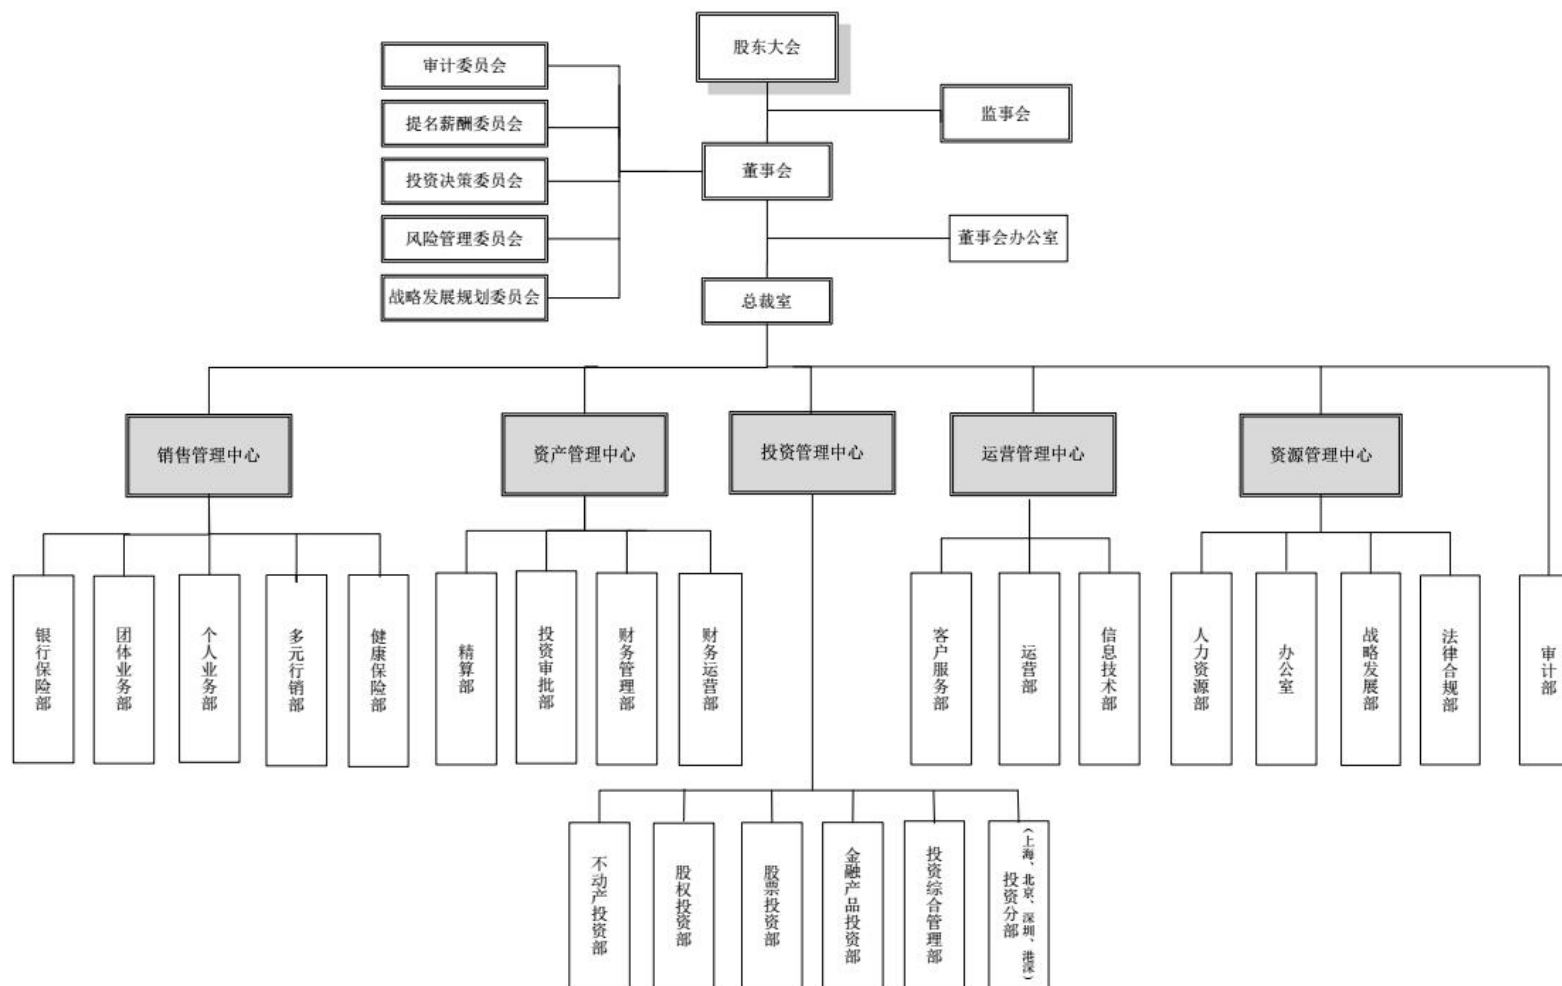 股东大会
审计委员会
监事会
提名薪酬委员会
董事会
投资决策委员会
风险管理委员会
董事会办公室
战略发展规划委员会
总裁室
销售管理中心
资产管理中心
投资管理中心
运营管理中心
资源管理中心
银行保险部
团体业务部
个人业务部
多元行销部
健康保险部
精算部
投资审批部
财务管理部
财务运营部
客户服务部
运营部
信息技术部
人力资源部
办公室
战略发展部
法律合规部
审计部
不动产投资部
股权投资部
股票投资部
金融产品投资部
投资综合管理部
投资分部
（上海、北京、深圳、港深）